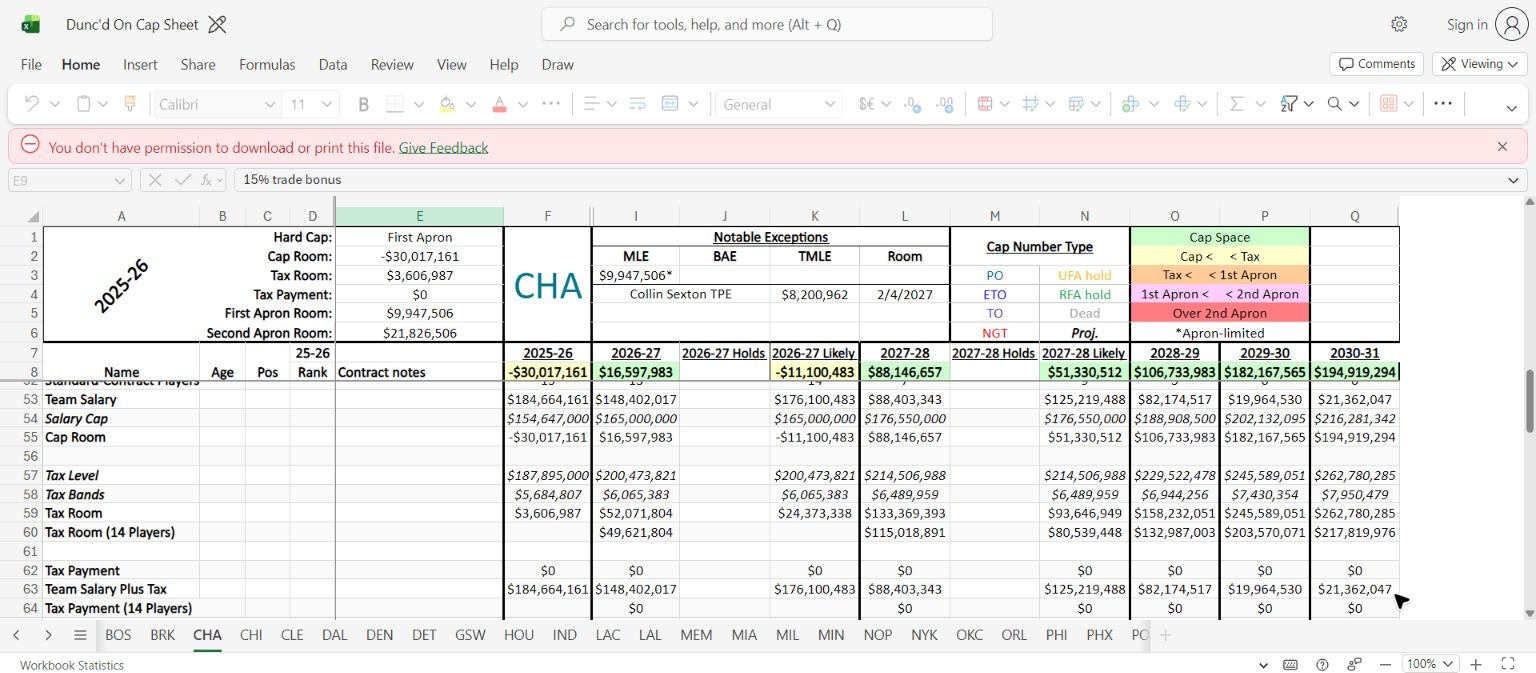 Dunc'd On Cap Sheet
Search for tools, help, and more (Alt + Q)
Sign in
File Home Insert Share Formulas Data Review View Help Draw
Comments Viewing
Calibri 11 B General $€
You don't have permission to download or print this file. Give Feedback
E9 fx 15% trade bonus
A B C D E F I J K L M N O P Q
1 Hard Cap: First Apron Notable Exceptions Cap Space
2 Cap Room: -$30,017,161 MLE BAE TMLE Room Cap Number Type Cap < < Tax
3 2025-26 Tax Room: $3,606,987 CHA $9,947,506* PO UFA hold Tax < < 1st Apron
4 Tax Payment: $0 Collin Sexton TPE $8,200,962 2/4/2027 ETO RFA hold 1st Apron < < 2nd Apron
5 First Apron Room: $9,947,506 TO Dead Over 2nd Apron
6 Second Apron Room: $21,826,506 NGT Proj. *Apron-limited
7 25-26 2025-26 2026-27 2026-27 Holds 2026-27 Likely 2027-28 2027-28 Holds 2027-28 Likely 2028-29 2029-30 2030-31
8 Name Age Pos Rank Contract notes -$30,017,161 $16,597,983 -$11,100,483 $88,146,657 $51,330,512 $106,733,983 $182,167,565 $194,919,294
52 Standard-Contract Players
53 Team Salary $184,664,161 $148,402,017 $176,100,483 $88,403,343 $125,219,488 $82,174,517 $19,964,530 $21,362,047
54 Salary Cap $154,647,000 $165,000,000 $165,000,000 $176,550,000 $176,550,000 $188,908,500 $202,132,095 $216,281,342
55 Cap Room -$30,017,161 $16,597,983 -$11,100,483 $88,146,657 $51,330,512 $106,733,983 $182,167,565 $194,919,294
56
57 Tax Level $187,895,000 $200,473,821 $200,473,821 $214,506,988 $214,506,988 $229,522,478 $245,589,051 $262,780,285
58 Tax Bands $5,684,807 $6,065,383 $6,065,383 $6,489,959 $6,489,959 $6,944,256 $7,430,354 $7,950,479
59 Tax Room $3,606,987 $52,071,804 $24,373,338 $133,369,393 $93,646,949 $158,232,051 $245,589,051 $262,780,285
60 Tax Room (14 Players) $49,621,804 $115,018,891 $80,539,448 $132,987,003 $203,570,071 $217,819,976
61
62 Tax Payment $0 $0 $0 $0 $0 $0 $0 $0
63 Team Salary Plus Tax $184,664,161 $148,402,017 $176,100,483 $88,403,343 $125,219,488 $82,174,517 $19,964,530 $21,362,047
64 Tax Payment (14 Players) $0 $0 $0 $0 $0 $0
BOS BRK CHA CHI CLE DAL DEN DET GSW HOU IND LAC LAL MEM MIA MIL MIN NOP NYK OKC ORL PHI PHX PO
Workbook Statistics 100%